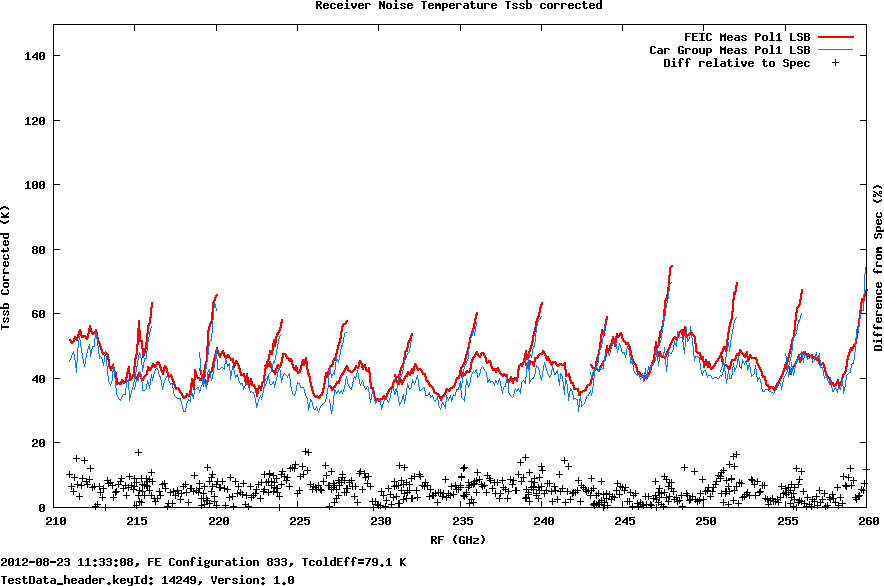 Receiver Noise Temperature Tssb corrected
FEIC Meas Pol1 LSB
Car Group Meas Pol1 LSB
Diff relative to Spec
140
120
100
80
60
40
20
0
Tssb Corrected (K)
Difference from Spec (%)
210 215 220 225 230 235 240 245 250 255 260
RF (GHz)
2012-08-23 11:33:08, FE Configuration 833, TcoldEff=79.1 K
TestData_header.keyId: 14249, Version: 1.0